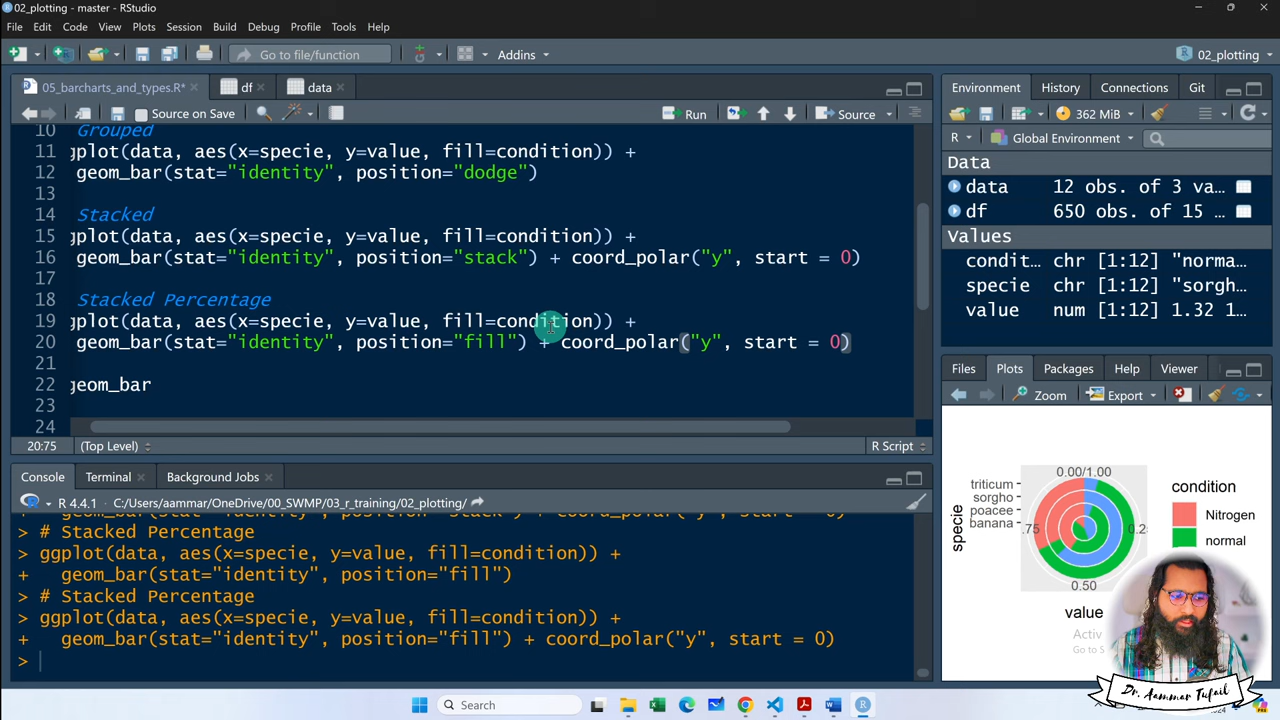 02_plotting - master - RStudio
File Edit Code View Plots Session Build Debug Profile Tools Help
Go to file/function Addins 02_plotting
05_barcharts_and_types.R* df data
Source on Save Run Source
10 Grouped
11 gplot(data, aes(x=specie, y=value, fill=condition)) +
12 geom_bar(stat="identity", position="dodge")
13
14 Stacked
15 gplot(data, aes(x=specie, y=value, fill=condition)) +
16 geom_bar(stat="identity", position="stack") + coord_polar("y", start = 0)
17
18 Stacked Percentage
19 gplot(data, aes(x=specie, y=value, fill=condition)) +
20 geom_bar(stat="identity", position="fill") + coord_polar("y", start = 0)
21
22 geom_bar
23
24
20:75 (Top Level) R Script
Console Terminal Background Jobs
R 4.4.1 · C:/Users/aammar/OneDrive/00_SWMP/03_r_training/02_plotting/
geom_bar(stat="identity", position="stack") + coord_polar("y", start = 0)
> # Stacked Percentage
> ggplot(data, aes(x=specie, y=value, fill=condition)) +
+ geom_bar(stat="identity", position="fill")
> # Stacked Percentage
> ggplot(data, aes(x=specie, y=value, fill=condition)) +
+ geom_bar(stat="identity", position="fill") + coord_polar("y", start = 0)
>
Environment History Connections Git
362 MiB
R Global Environment
Data
data 12 obs. of 3 va…
df 650 obs. of 15 …
Values
condit… chr [1:12] "norma…
specie chr [1:12] "sorgh…
value num [1:12] 1.32 1…
Files Plots Packages Help Viewer
Zoom Export
0.00/1.00
triticum
sorgho
poacee
banana
.75
0.2
0.50
specie
value
condition
Nitrogen
normal
Activ
Go to S
Dr. Aammar Tufail
Search